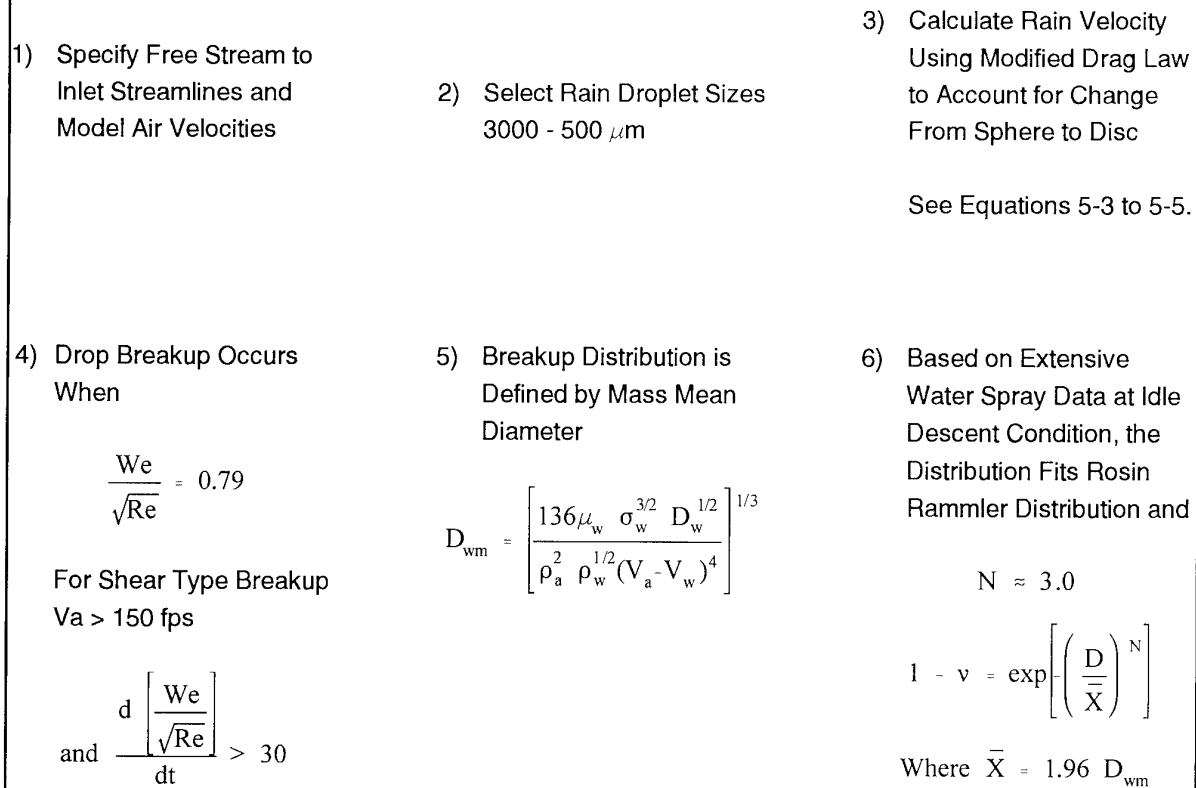 1) Specify Free Stream to
Inlet Streamlines and
Model Air Velocities
2) Select Rain Droplet Sizes
3000 - 500 μm
3) Calculate Rain Velocity
Using Modified Drag Law
to Account for Change
From Sphere to Disc
See Equations 5-3 to 5-5.
4) Drop Breakup Occurs
When
We / √Re = 0.79
For Shear Type Breakup
Va > 150 fps
and d [We / √Re] / dt > 30
5) Breakup Distribution is
Defined by Mass Mean
Diameter
D_wm = [136μ_w σ_w^3/2 D_w^1/2 / ρ_a^2 ρ_w^1/2 (V_a-V_w)^4]^1/3
6) Based on Extensive
Water Spray Data at Idle
Descent Condition, the
Distribution Fits Rosin
Rammler Distribution and
N ≈ 3.0
1 - ν = exp[-(D / X̄)^N]
Where X̄ = 1.96 D_wm